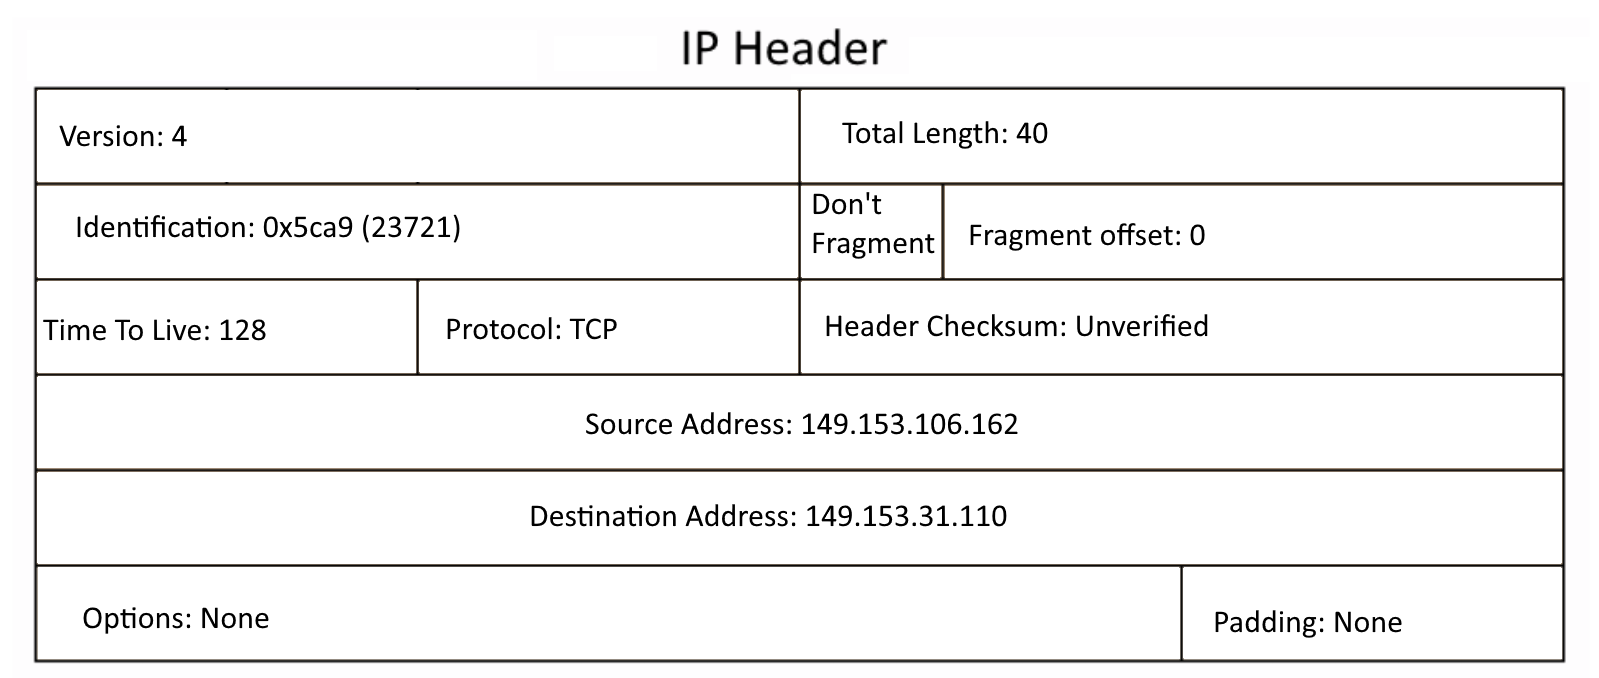 IP Header
Version: 4
Total Length: 40
Identification: 0x5ca9 (23721)
Don't
Fragment
Fragment offset: 0
Time To Live: 128
Protocol: TCP
Header Checksum: Unverified
Source Address: 149.153.106.162
Destination Address: 149.153.31.110
Options: None
Padding: None